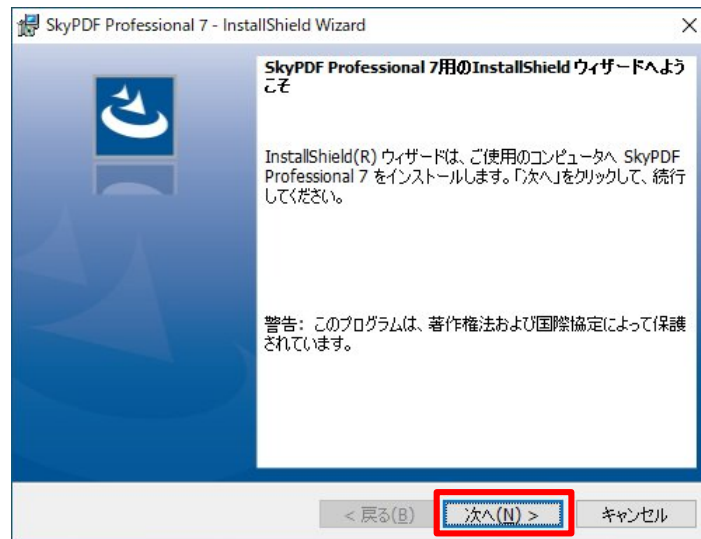 SkyPDF Professional 7 - InstallShield Wizard
SkyPDF Professional 7用のInstallShield ウィザードへよう
こそ
InstallShield(R) ウィザードは、ご使用のコンピュータへ SkyPDF
Professional 7 をインストールします。「次へ」をクリックして、続行
してください。
警告: このプログラムは、著作権法および国際協定によって保護
されています。
< 戻る(B)
次へ(N) >
キャンセル